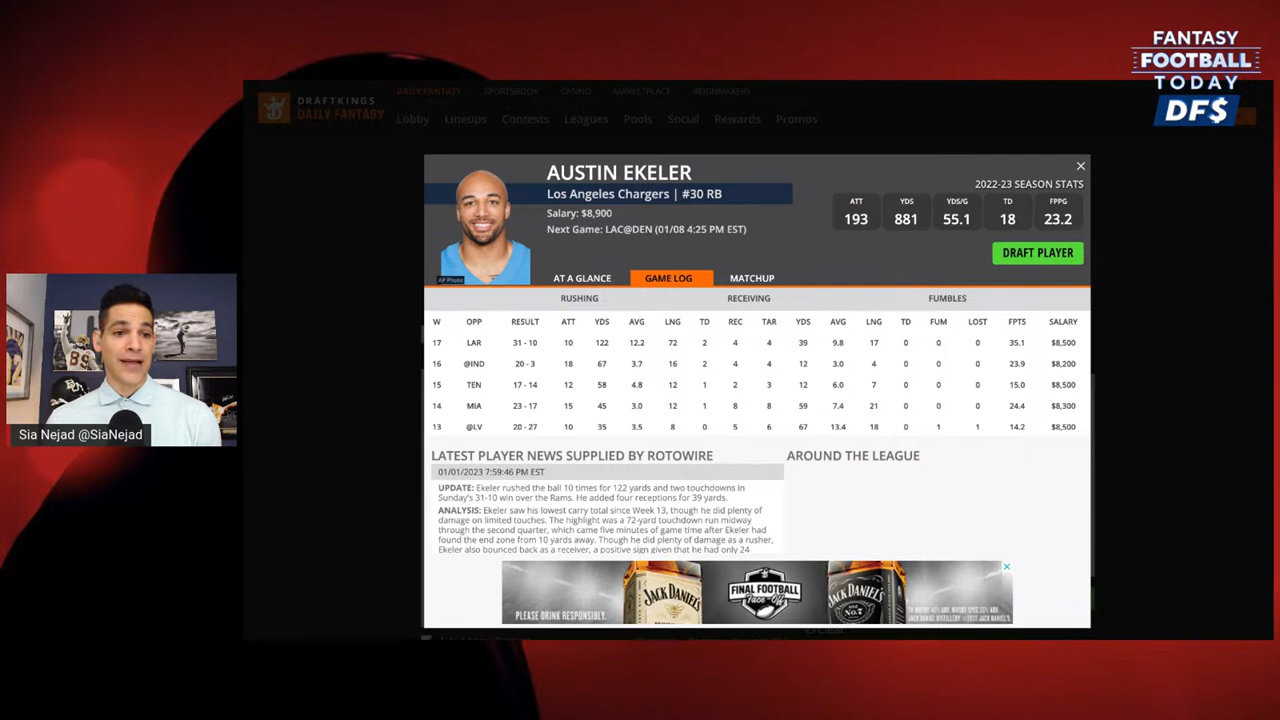 FANTASY
FOOTBALL
TODAY
DF$
DRAFTKINGS
DAILY FANTASY
DAILY FANTASY SPORTSBOOK CASINO MARKETPLACE REIGNMAKERS
Lobby Lineups Contests Leagues Pools Social Rewards Promos
AUSTIN EKELER
Los Angeles Chargers | #30 RB
Salary: $8,900
Next Game: LAC@DEN (01/08 4:25 PM EST)
2022-23 SEASON STATS
ATT YDS YDS/G TD FPPG
193 881 55.1 18 23.2
DRAFT PLAYER
AP Photo
AT A GLANCE GAME LOG MATCHUP
RUSHING RECEIVING FUMBLES
W OPP RESULT ATT YDS AVG LNG TD REC TAR YDS AVG LNG TD FUM LOST FPTS SALARY
17 LAR 31 - 10 10 122 12.2 72 2 4 4 39 9.8 17 0 0 0 35.1 $8,500
16 @IND 20 - 3 18 67 3.7 16 2 4 4 12 3.0 4 0 0 0 23.9 $8,200
15 TEN 17 - 14 12 58 4.8 12 1 2 3 12 6.0 7 0 0 0 15.0 $8,500
14 MIA 23 - 17 15 45 3.0 12 1 8 8 59 7.4 21 0 0 0 24.4 $8,300
13 @LV 20 - 27 10 35 3.5 8 0 5 6 67 13.4 18 0 1 1 14.2 $8,500
LATEST PLAYER NEWS SUPPLIED BY ROTOWIRE
AROUND THE LEAGUE
01/01/2023 7:59:46 PM EST
UPDATE: Ekeler rushed the ball 10 times for 122 yards and two touchdowns in
Sunday's 31-10 win over the Rams. He added four receptions for 39 yards.
ANALYSIS: Ekeler saw his lowest carry total since Week 13, though he did plenty of
damage on limited touches. The highlight was a 72-yard touchdown run midway
through the second quarter, which came five minutes of game time after Ekeler had
found the end zone from 10 yards away. Though he did plenty of damage as a rusher,
Ekeler also bounced back as a receiver, a positive sign given that he had only 24
PLEASE DRINK RESPONSIBLY.
JACK DANIEL'S
FINAL FOOTBALL
Face-Off
JACK DANIEL'S
No.7
Sia Nejad @SiaNejad
89
Clear